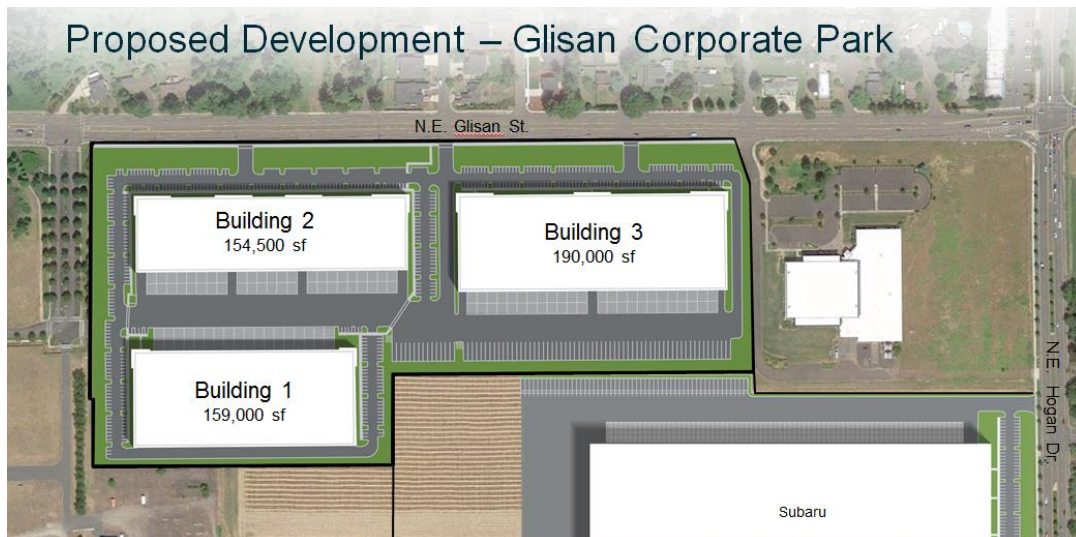 Proposed Development – Glisan Corporate Park
N.E. Glisan St.
Building 2
154,500 sf
Building 3
190,000 sf
Building 1
159,000 sf
N.E. Hogan Dr.
Subaru